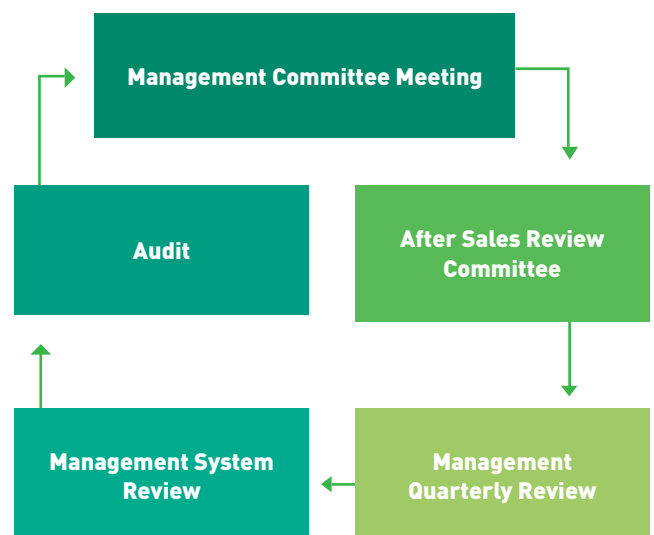 Management Committee Meeting
Audit
After Sales Review
Committee
Management System
Review
Management
Quarterly Review